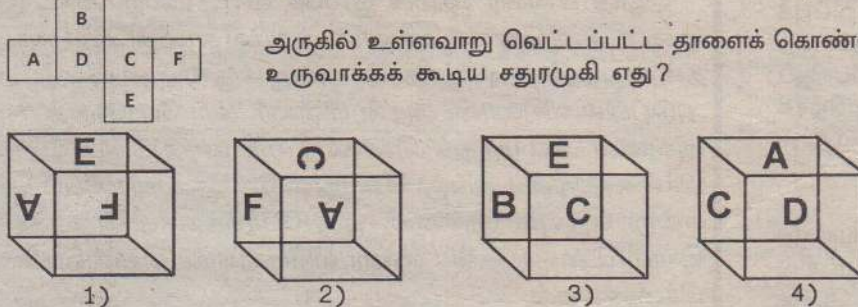 B
A D C F
E
அருகில் உள்ளவாறு வெட்டப்பட்ட தாளைக் கொண்
உருவாக்கக் கூடிய சதுரமுகி எது?
E
A F
C
F A
E
B C
A
C D
1) 2) 3) 4)